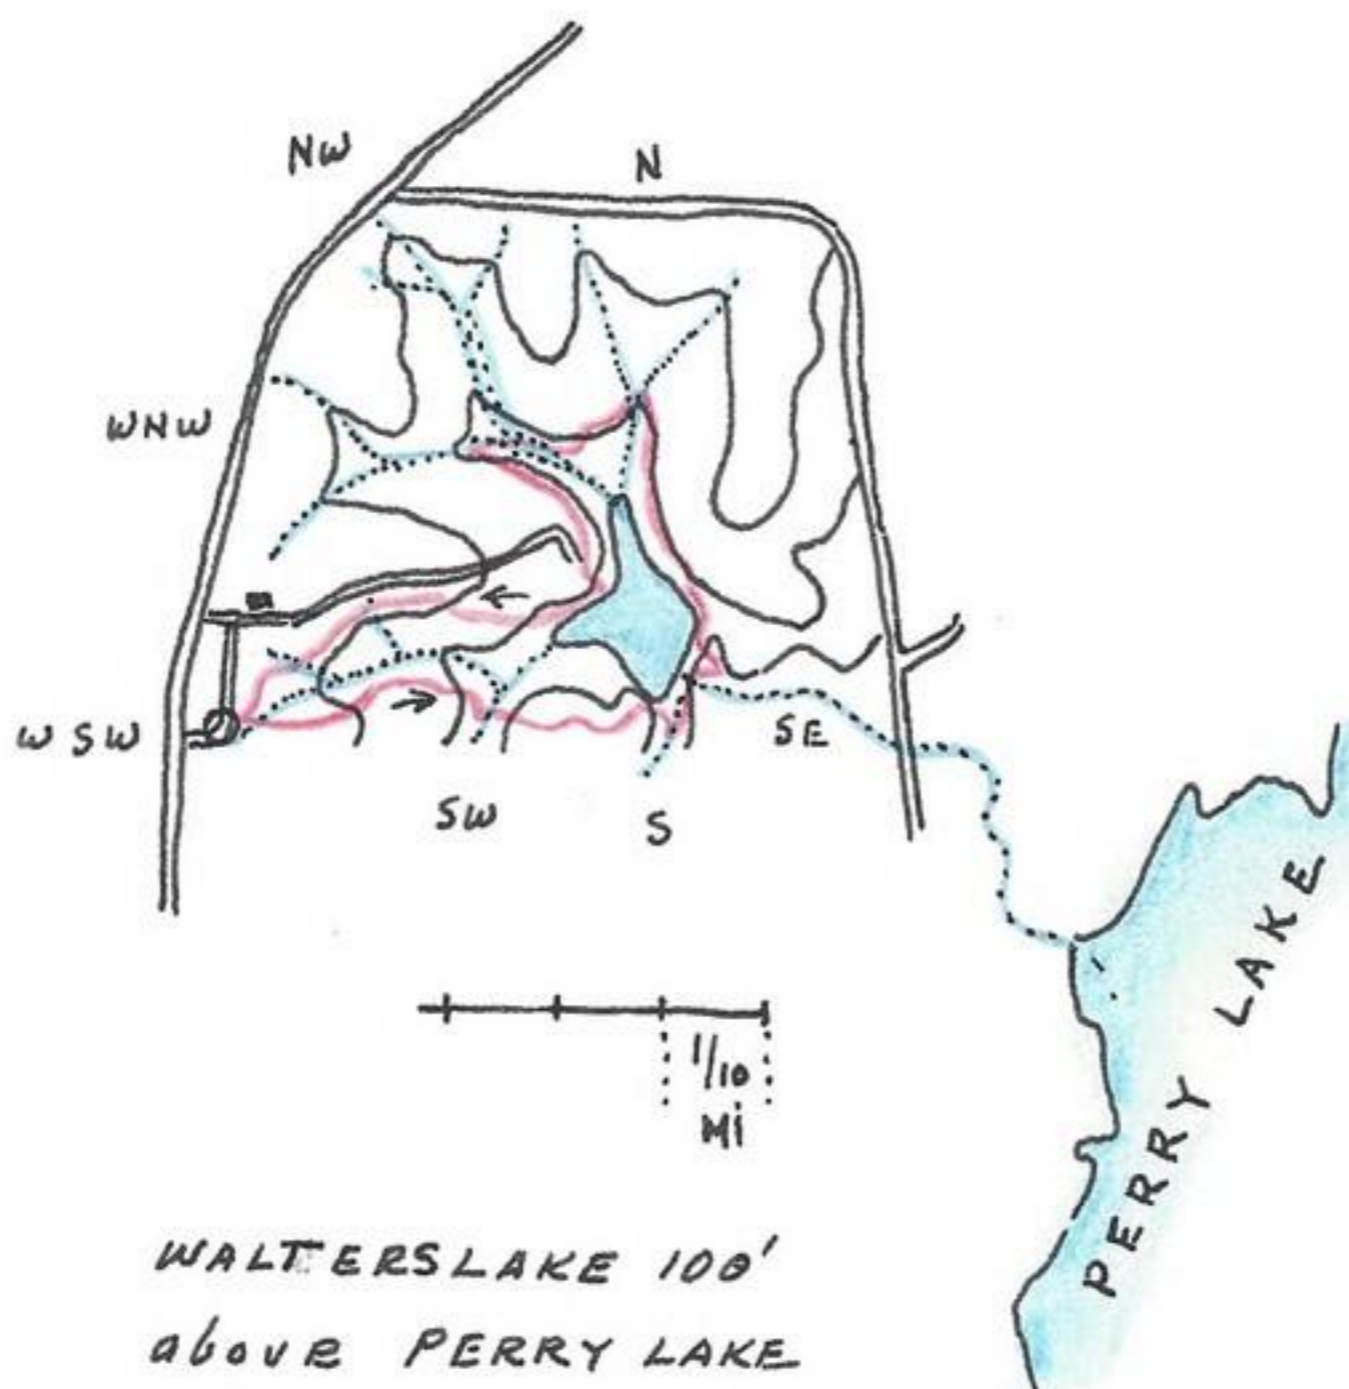 NW
N
WNW
WSW
SW
S
SE
1/10
Mi
PERRY LAKE
WALTERSLAKE 100'
above PERRY LAKE